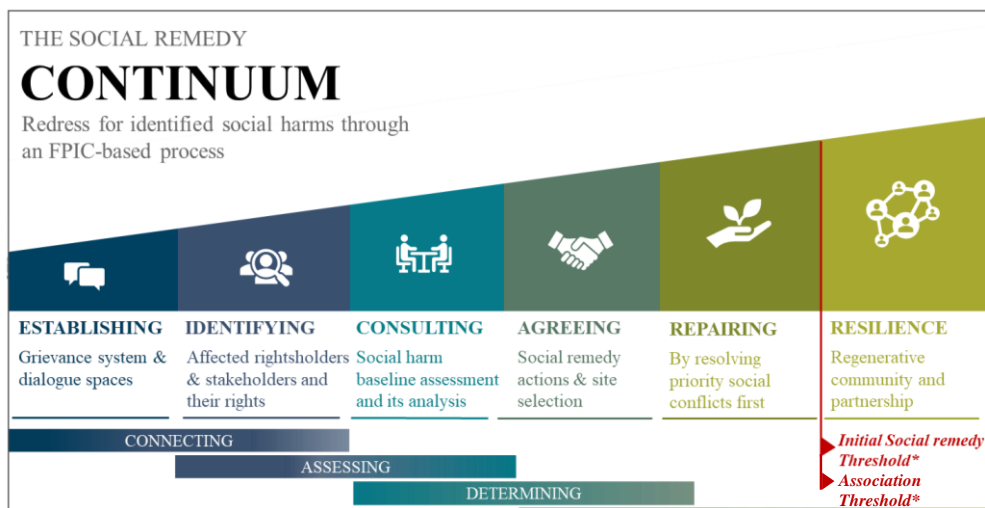 THE SOCIAL REMEDY
CONTINUUM
Redress for identified social harms through
an FPIC-based process
ESTABLISHING
Grievance system &
dialogue spaces
IDENTIFYING
Affected rightsholders
& stakeholders and
their rights
CONSULTING
Social harm
baseline assessment
and its analysis
AGREEING
Social remedy
actions & site
selection
REPAIRING
By resolving
priority social
conflicts first
RESILIENCE
Regenerative
community and
partnership
CONNECTING
ASSESSING
DETERMINING
Initial Social remedy
Threshold*
Association
Threshold*